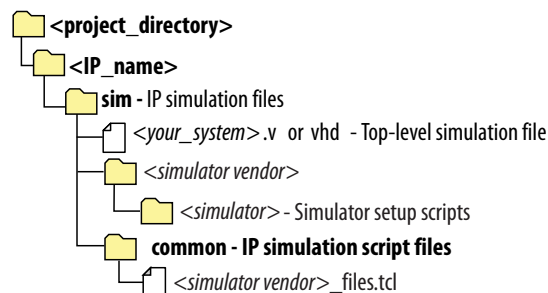 <project_directory>
<IP_name>
sim - IP simulation files
<your_system>.v or vhd - Top-level simulation file
<simulator vendor>
<simulator> - Simulator setup scripts
common - IP simulation script files
<simulator vendor>_files.tcl